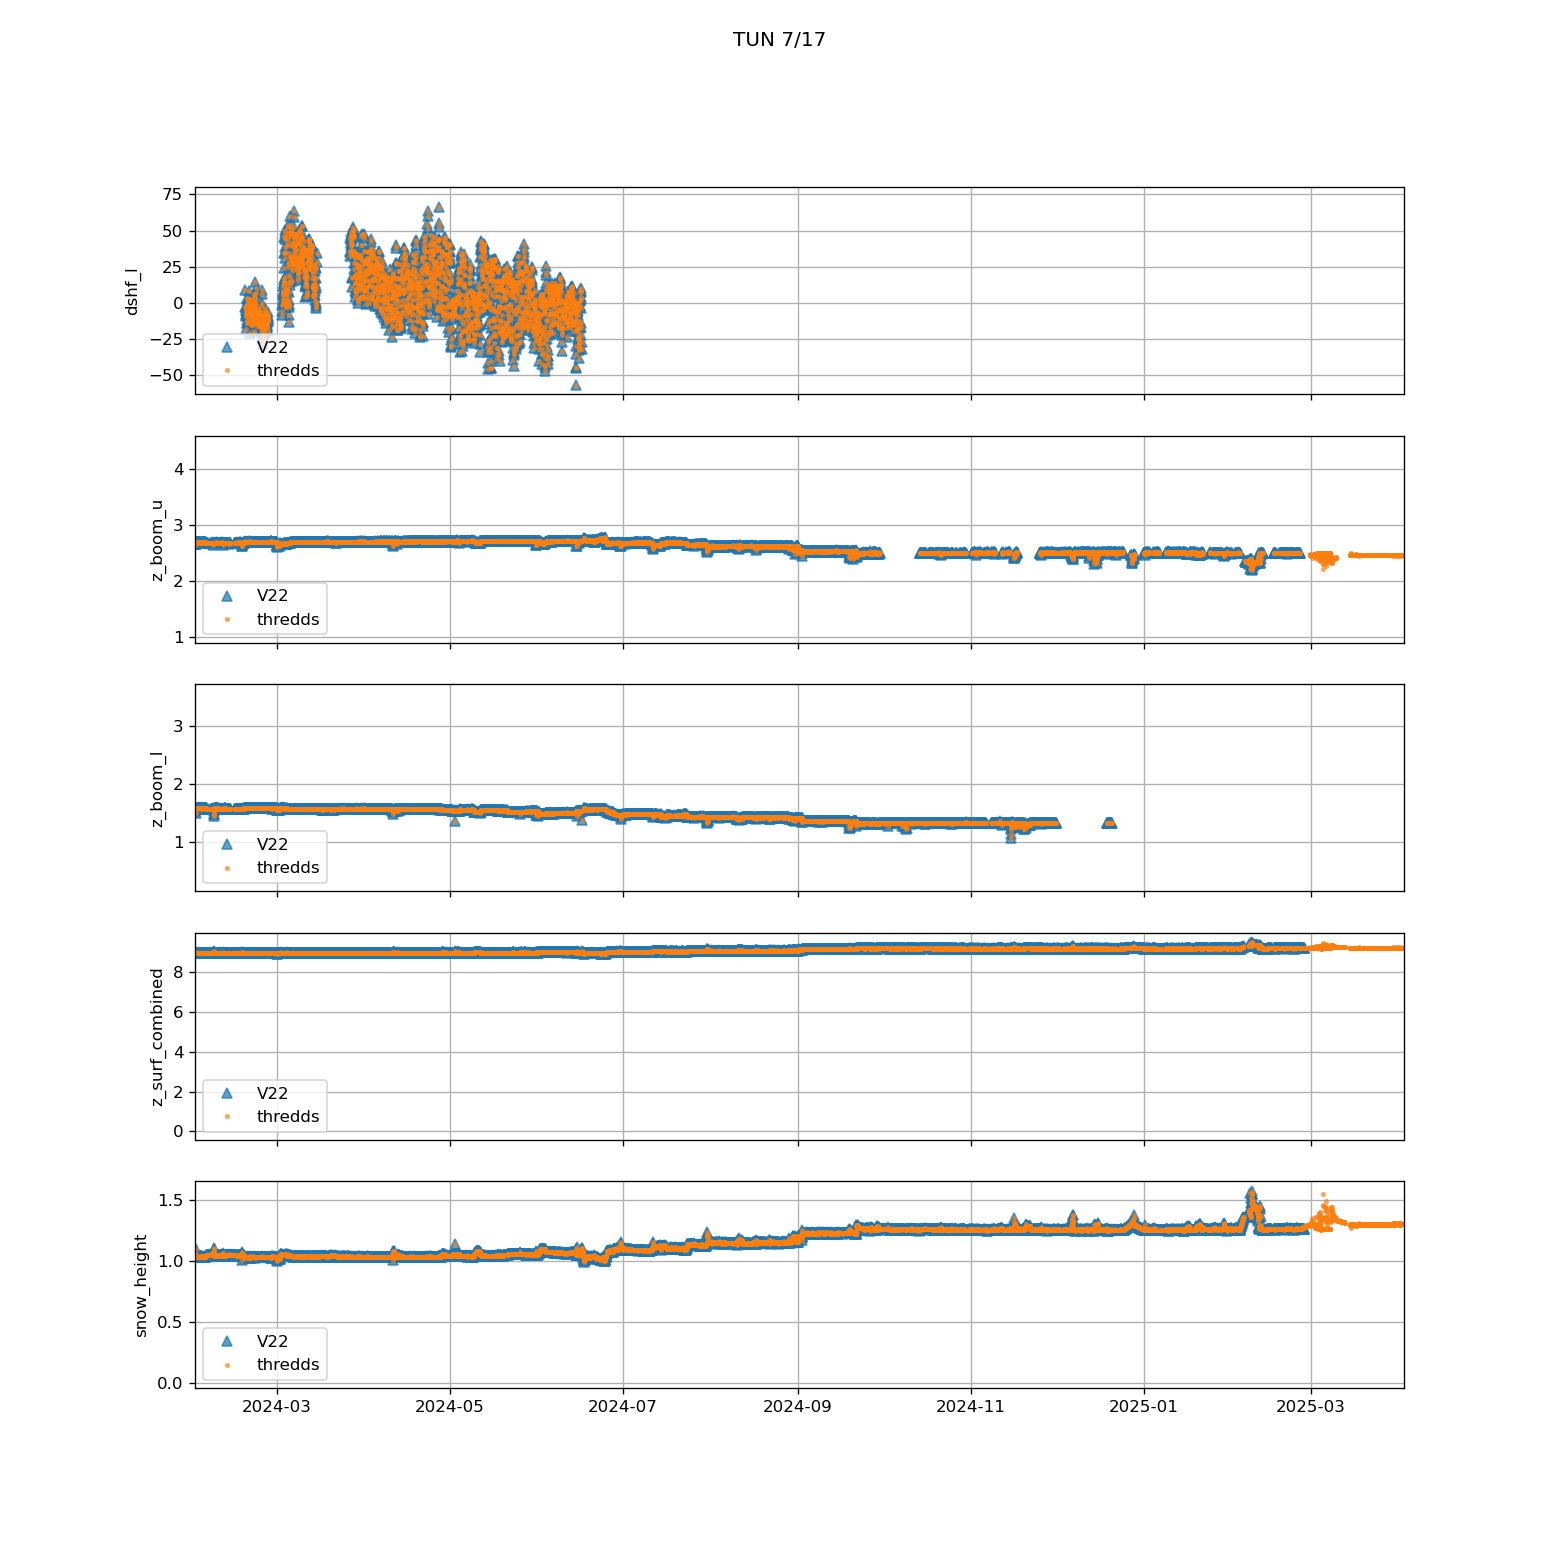 TUN 7/17
75
50
25
0
−25
−50
dshf_l
V22
thredds
4
3
2
1
z_boom_u
V22
thredds
3
2
1
z_boom_l
V22
thredds
8
6
4
2
0
z_surf_combined
V22
thredds
1.5
1.0
0.5
0.0
snow_height
V22
thredds
2024-03 2024-05 2024-07 2024-09 2024-11 2025-01 2025-03